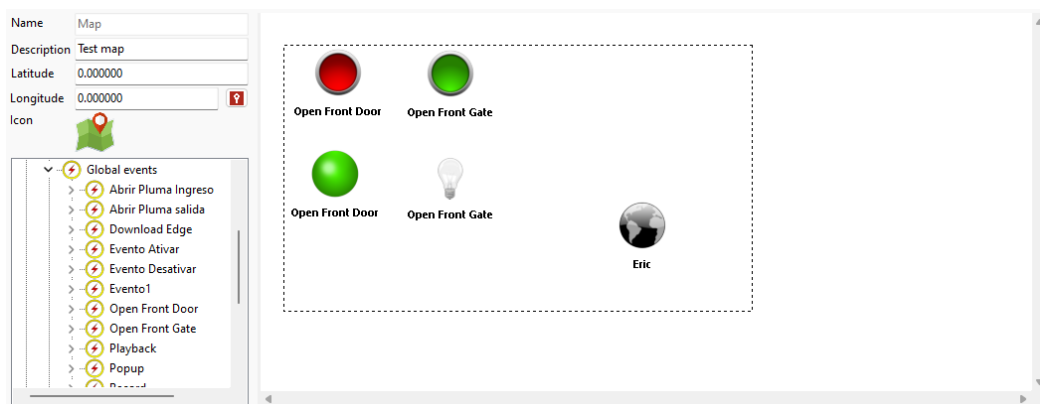 Name
Map
Description
Test map
Latitude
0.000000
Longitude
0.000000
Icon
Global events
Abrir Pluma Ingreso
Abrir Pluma salida
Download Edge
Evento Ativar
Evento Desativar
Evento1
Open Front Door
Open Front Gate
Playback
Popup
Record
Open Front Door
Open Front Gate
Open Front Door
Open Front Gate
Eric